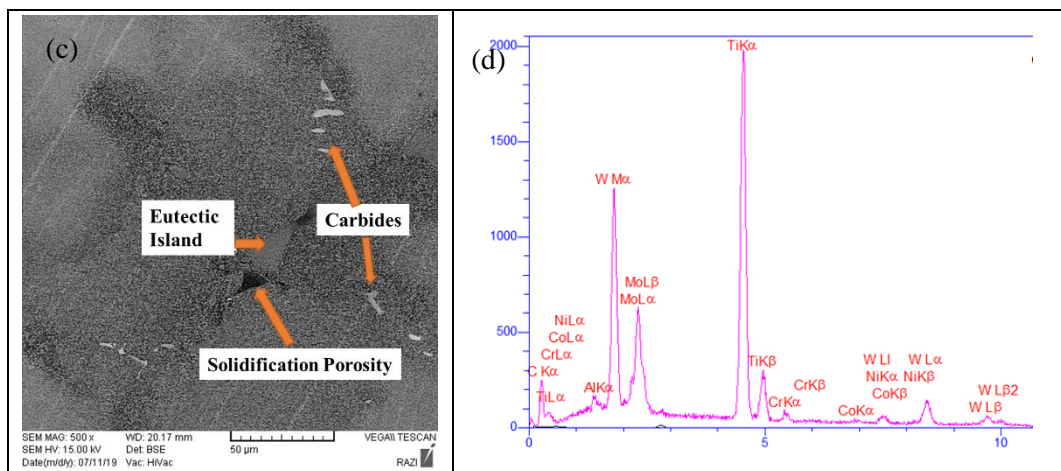 (c)
Eutectic
Island
Carbides
Solidification Porosity
SEM MAG: 500 x
WD: 20.17 mm
VEGA\\ TESCAN
SEM HV: 15.00 kV
Det: BSE
50 µm
Date(m/d/y): 07/11/19
Vac: HiVac
RAZI
(d)
2000
1500
1000
500
0
0
5
10
TiKα
W Mα
MoLβ
MoLα
NiLα
CoLα
CrLα
C Kα
TiLα
AlKα
TiKβ
CrKα
CrKβ
CoKα
W Ll
NiKα
CoKβ
W Lα
NiKβ
W Lβ2
W Lβ